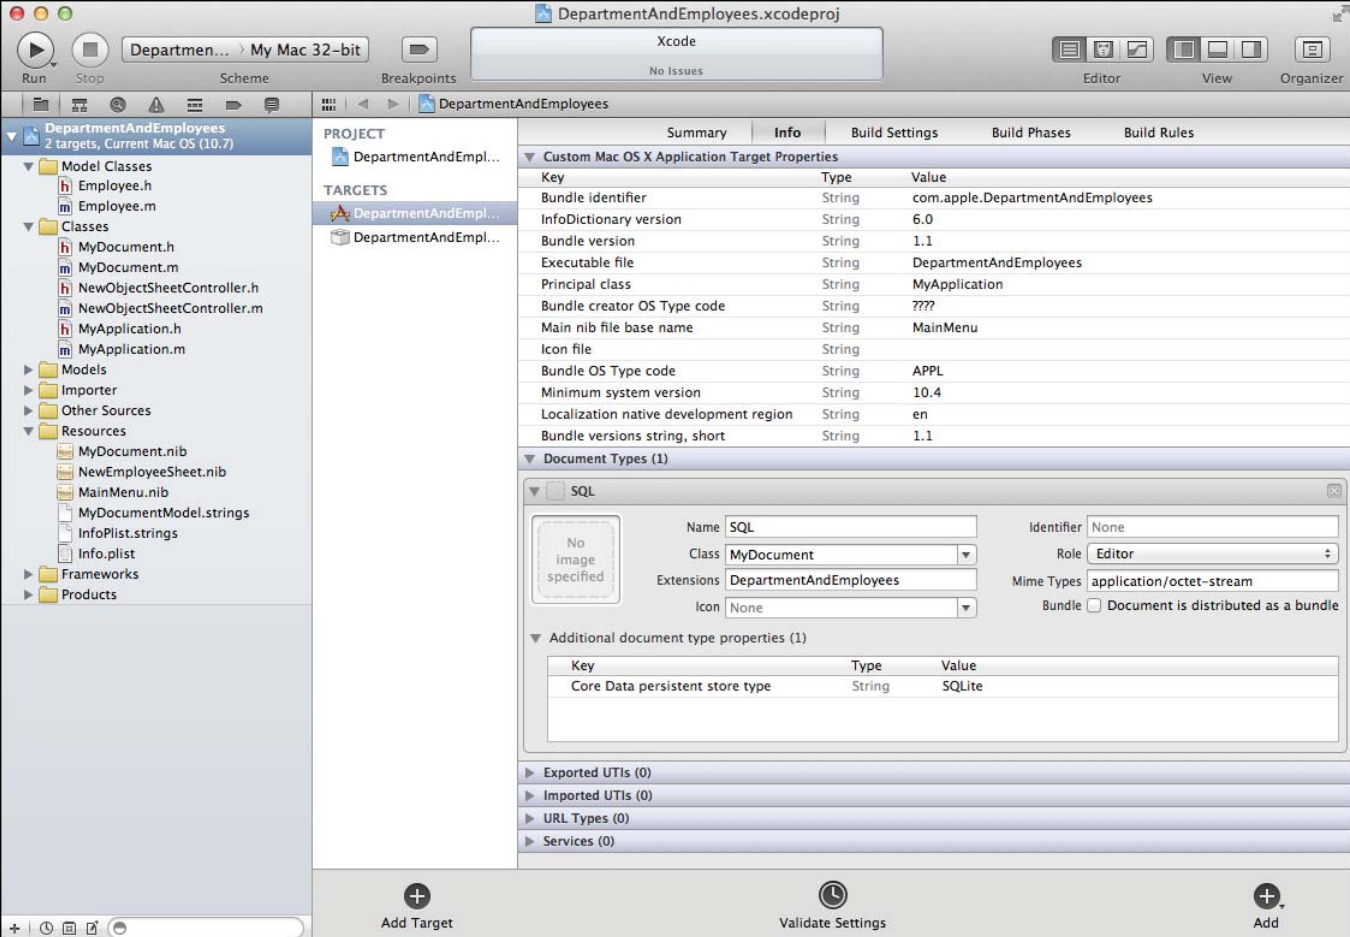 DepartmentAndEmployees.xcodeproj
Departmen... My Mac 32-bit
Xcode
No Issues
Run Stop Scheme Breakpoints Editor View Organizer
DepartmentAndEmployees
DepartmentAndEmployees
2 targets, Current Mac OS (10.7)
Model Classes
h Employee.h
m Employee.m
Classes
h MyDocument.h
m MyDocument.m
h NewObjectSheetController.h
m NewObjectSheetController.m
h MyApplication.h
m MyApplication.m
Models
Importer
Other Sources
Resources
MyDocument.nib
NewEmployeeSheet.nib
MainMenu.nib
MyDocumentModel.strings
InfoPlist.strings
Info.plist
Frameworks
Products
PROJECT
DepartmentAndEmpl...
TARGETS
DepartmentAndEmpl...
DepartmentAndEmpl...
Summary Info Build Settings Build Phases Build Rules
Custom Mac OS X Application Target Properties
Key Type Value
Bundle identifier String com.apple.DepartmentAndEmployees
InfoDictionary version String 6.0
Bundle version String 1.1
Executable file String DepartmentAndEmployees
Principal class String MyApplication
Bundle creator OS Type code String ????
Main nib file base name String MainMenu
Icon file String
Bundle OS Type code String APPL
Minimum system version String 10.4
Localization native development region String en
Bundle versions string, short String 1.1
Document Types (1)
SQL
No image specified
Name SQL Identifier None
Class MyDocument Role Editor
Extensions DepartmentAndEmployees Mime Types application/octet-stream
Icon None Bundle Document is distributed as a bundle
Additional document type properties (1)
Key Type Value
Core Data persistent store type String SQLite
Exported UTIs (0)
Imported UTIs (0)
URL Types (0)
Services (0)
Add Target Validate Settings Add